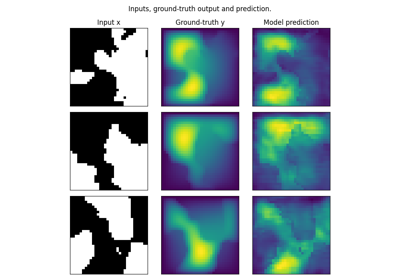 Inputs, ground-truth output and prediction.
Input x
Ground-truth y
Model prediction